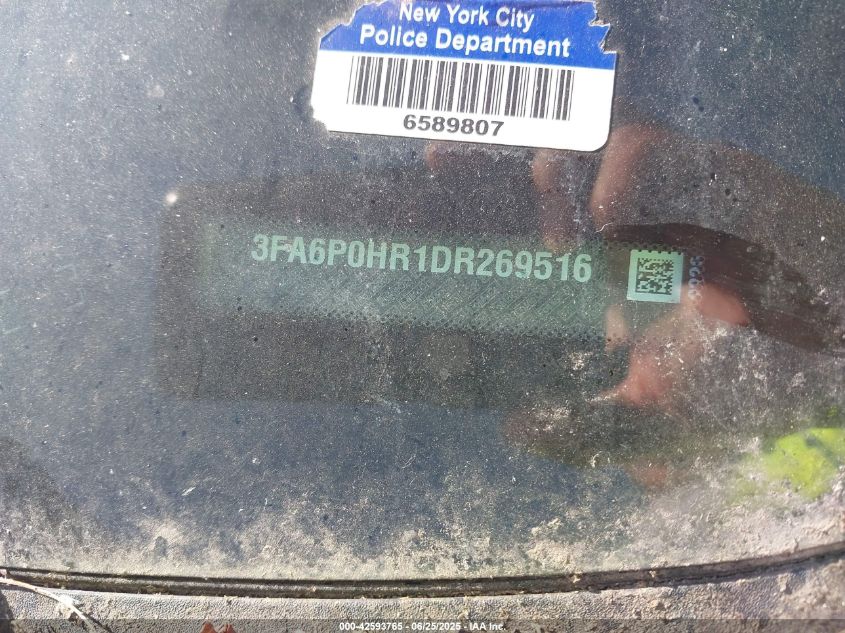 New York City
Police Department
6589807
3FA6P0HR1DR269516
000-42593765 - 06/25/2025 - IAA Inc.